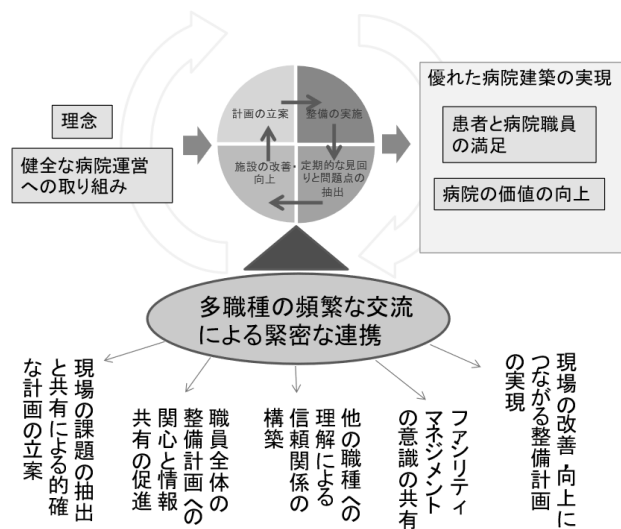 理念
健全な病院運営
への取り組み
計画の立案
整備の実施
施設の改善・
向上
定期的な見回
りと問題点の
抽出
優れた病院建築の実現
患者と病院職員
の満足
病院の価値の向上
多職種の頻繁な交流
による緊密な連携
現場の課題の抽出
と共有による的確
な計画の立案
職員全体の
整備計画への
関心と情報
共有の促進
他の職種への
理解による
信頼関係の
構築
ファシリティ
マネジメント
の意識の共有
現場の改善・向上に
つながる整備計画
の実現